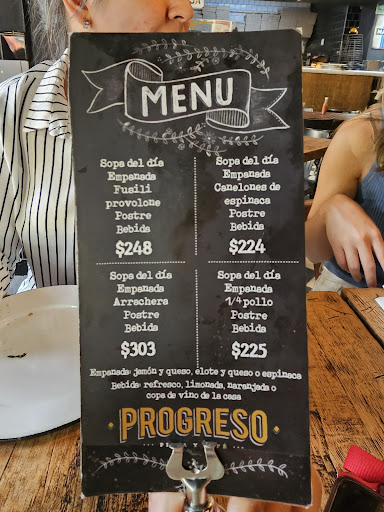 MENU
Sopa del día
Empanada
Fusili
provolone
Postre
Bebida
$248
Sopa del día
Empanada
Canelones de
espinaca
Postre
Bebida
$224
Sopa del día
Empanada
Arrachera
Postre
Bebida
$303
Sopa del día
Empanada
1/4 pollo
Postre
Bebida
$225
Empanada: jamón y queso, elote y queso o espinaca
Bebida: refresco, limonada, naranjada o
copa de vino de la casa
PROGRESO